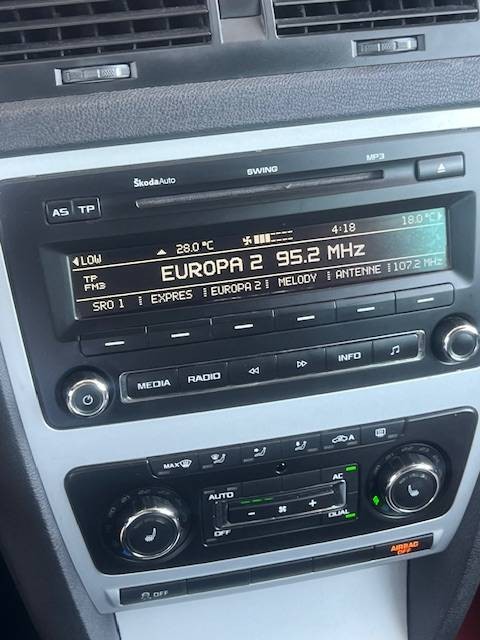 ŠkodaAuto SWING MP3
AS TP
LOW 28.0 °C 4:18 18.0 °C
TP
FM3
EUROPA 2 95.2 MHz
SRO 1 EXPRES EUROPA 2 MELODY ANTENNE 107.2 MHz
MEDIA RADIO INFO
MAX A
AUTO AC
- +
OFF DUAL
OFF
AIRBAG
OFF